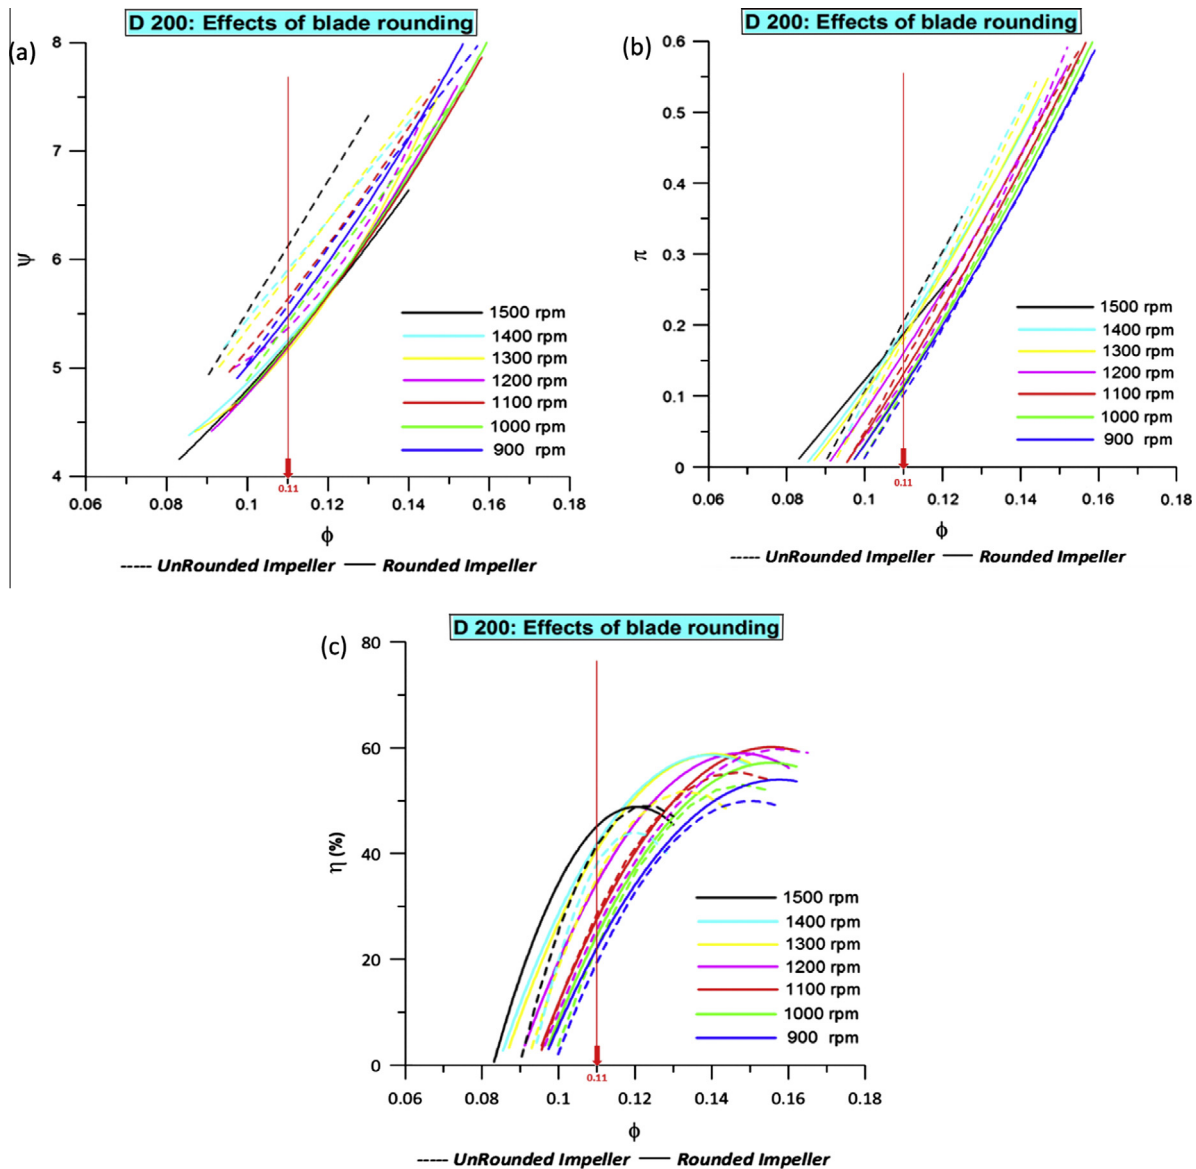 D 200: Effects of blade rounding
(a)
8
7
6
5
4
ψ
1500 rpm
1400 rpm
1300 rpm
1200 rpm
1100 rpm
1000 rpm
900 rpm
0.11
0.06 0.08 0.1 0.12 0.14 0.16 0.18
ϕ
UnRounded Impeller Rounded Impeller
D 200: Effects of blade rounding
(b)
0.6
0.5
0.4
0.3
0.2
0.1
0
π
1500 rpm
1400 rpm
1300 rpm
1200 rpm
1100 rpm
1000 rpm
900 rpm
0.11
0.06 0.08 0.1 0.12 0.14 0.16 0.18
ϕ
UnRounded Impeller Rounded Impeller
D 200: Effects of blade rounding
(c)
80
60
40
20
0
η (%)
1500 rpm
1400 rpm
1300 rpm
1200 rpm
1100 rpm
1000 rpm
900 rpm
0.11
0.06 0.08 0.1 0.12 0.14 0.16 0.18
ϕ
UnRounded Impeller Rounded Impeller